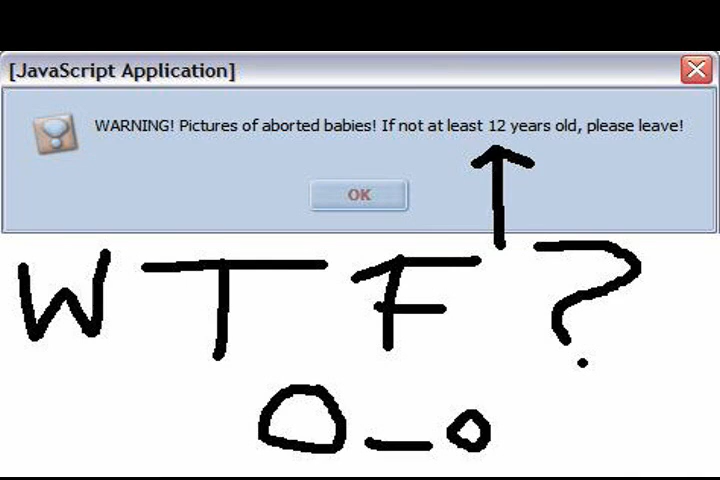 [JavaScript Application]
WARNING! Pictures of aborted babies! If not at least 12 years old, please leave!
OK
WTF?
O_o